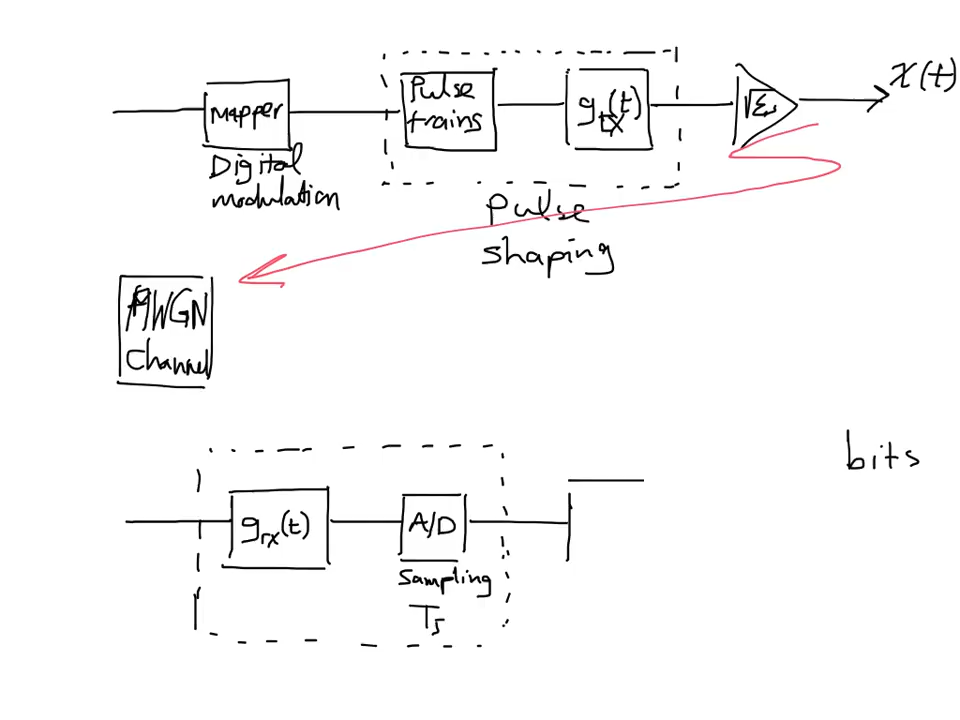 Mapper
Digital
modulation
Pulse
trains
g_tx(t)
√Es
x(t)
Pulse
shaping
AWGN
Channel
g_rx(t)
A/D
Sampling
Ts
bits